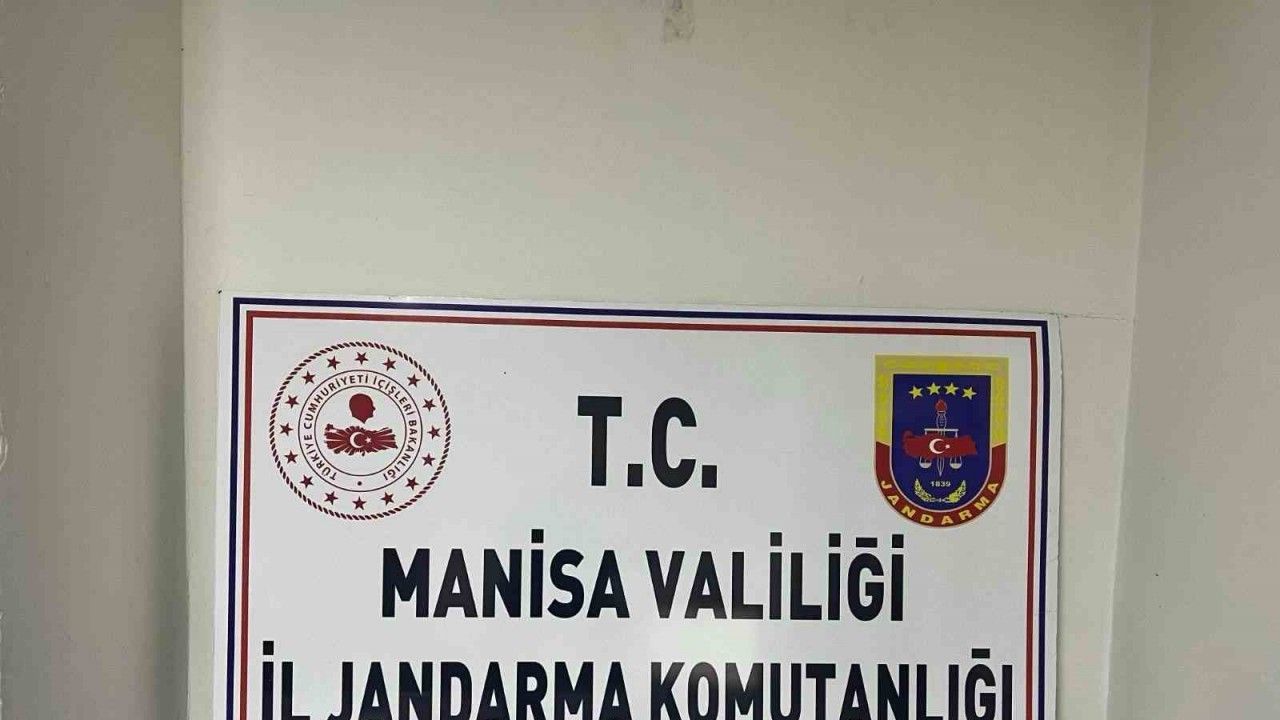 T.C.
TÜRKİYE CUMHURİYETİ İÇİŞLERİ BAKANLIĞI
1839
JANDARMA
MANİSA VALİLİĞİ
İL JANDARMA KOMUTANLIĞI